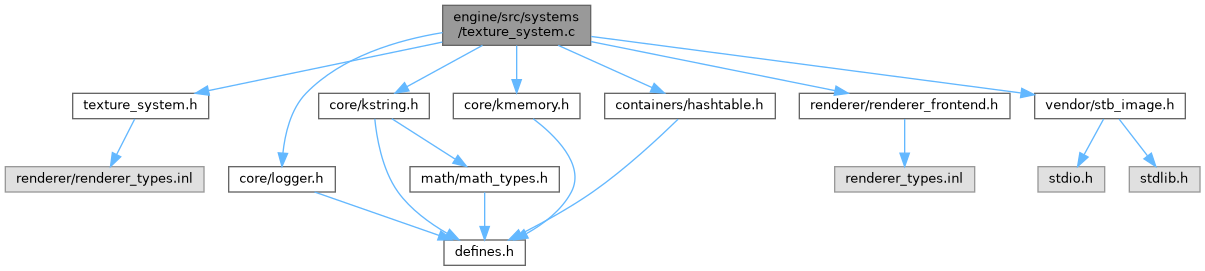 engine/src/systems
/texture_system.c
texture_system.h
core/kstring.h
core/kmemory.h
containers/hashtable.h
renderer/renderer_frontend.h
vendor/stb_image.h
renderer/renderer_types.inl
core/logger.h
math/math_types.h
renderer_types.inl
stdio.h
stdlib.h
defines.h